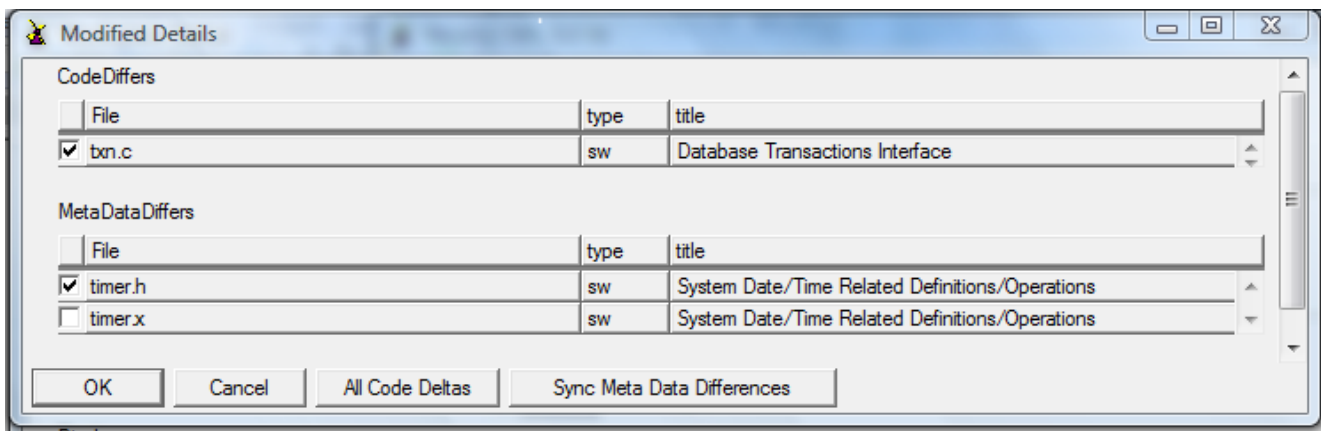 Modified Details
CodeDiffers
File type title
txn.c sw Database Transactions Interface
MetaDataDiffers
File type title
timer.h sw System Date/Time Related Definitions/Operations
timer.x sw System Date/Time Related Definitions/Operations
OK Cancel All Code Deltas Sync Meta Data Differences